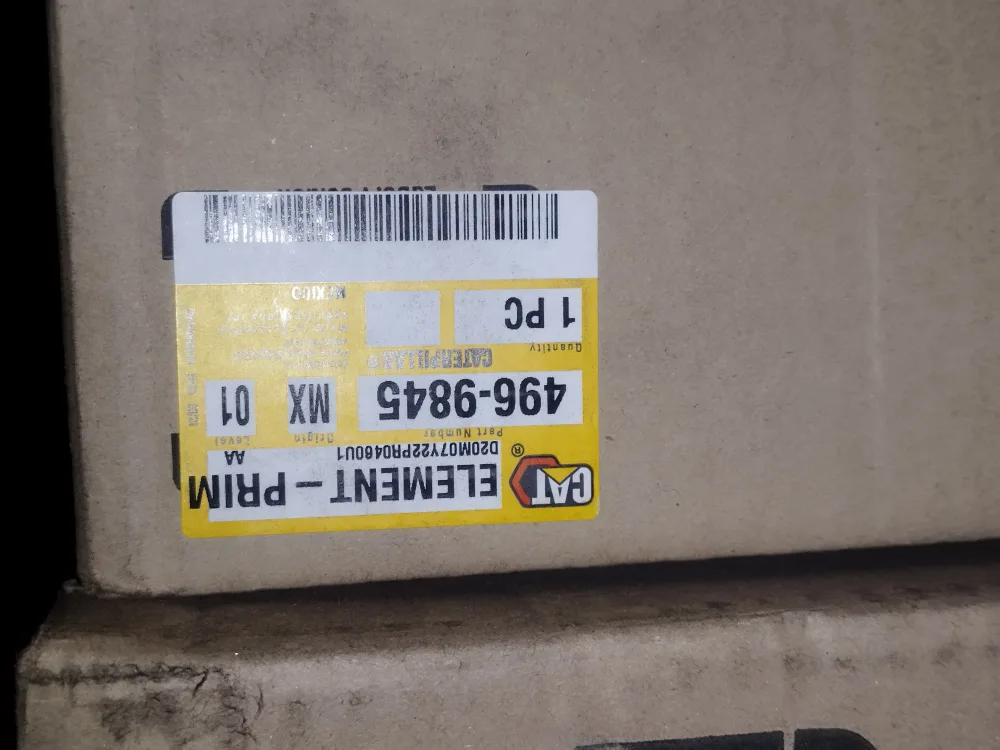 CAT®
ELEMENT-PRIM
D20M07Y22PR0460U1
AA
Part Number
Origin
Level
496-9845
MX
01
CATERPILLAR®
Quantity
1 PC
MEXICO